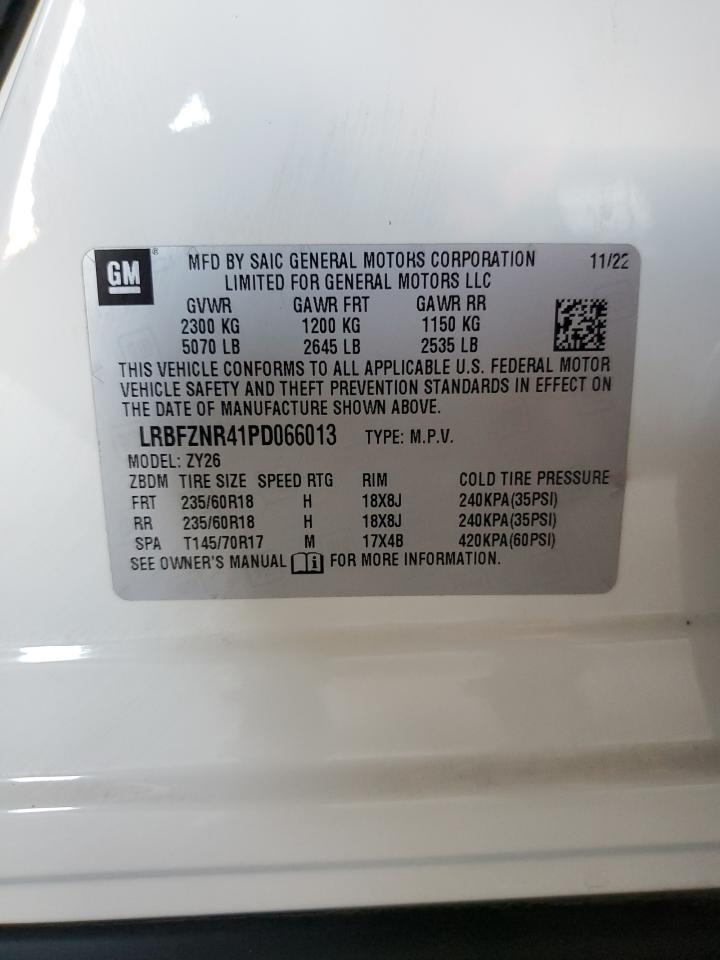 GM ®
MFD BY SAIC GENERAL MOTORS CORPORATION 11/22
LIMITED FOR GENERAL MOTORS LLC
GVWR GAWR FRT GAWR RR
2300 KG 1200 KG 1150 KG
5070 LB 2645 LB 2535 LB
THIS VEHICLE CONFORMS TO ALL APPLICABLE U.S. FEDERAL MOTOR
VEHICLE SAFETY AND THEFT PREVENTION STANDARDS IN EFFECT ON
THE DATE OF MANUFACTURE SHOWN ABOVE.
LRBFZNR41PD066013 TYPE: M.P.V.
MODEL: ZY26
ZBDM TIRE SIZE SPEED RTG RIM COLD TIRE PRESSURE
FRT 235/60R18 H 18X8J 240KPA(35PSI)
RR 235/60R18 H 18X8J 240KPA(35PSI)
SPA T145/70R17 M 17X4B 420KPA(60PSI)
SEE OWNER'S MANUAL i FOR MORE INFORMATION.